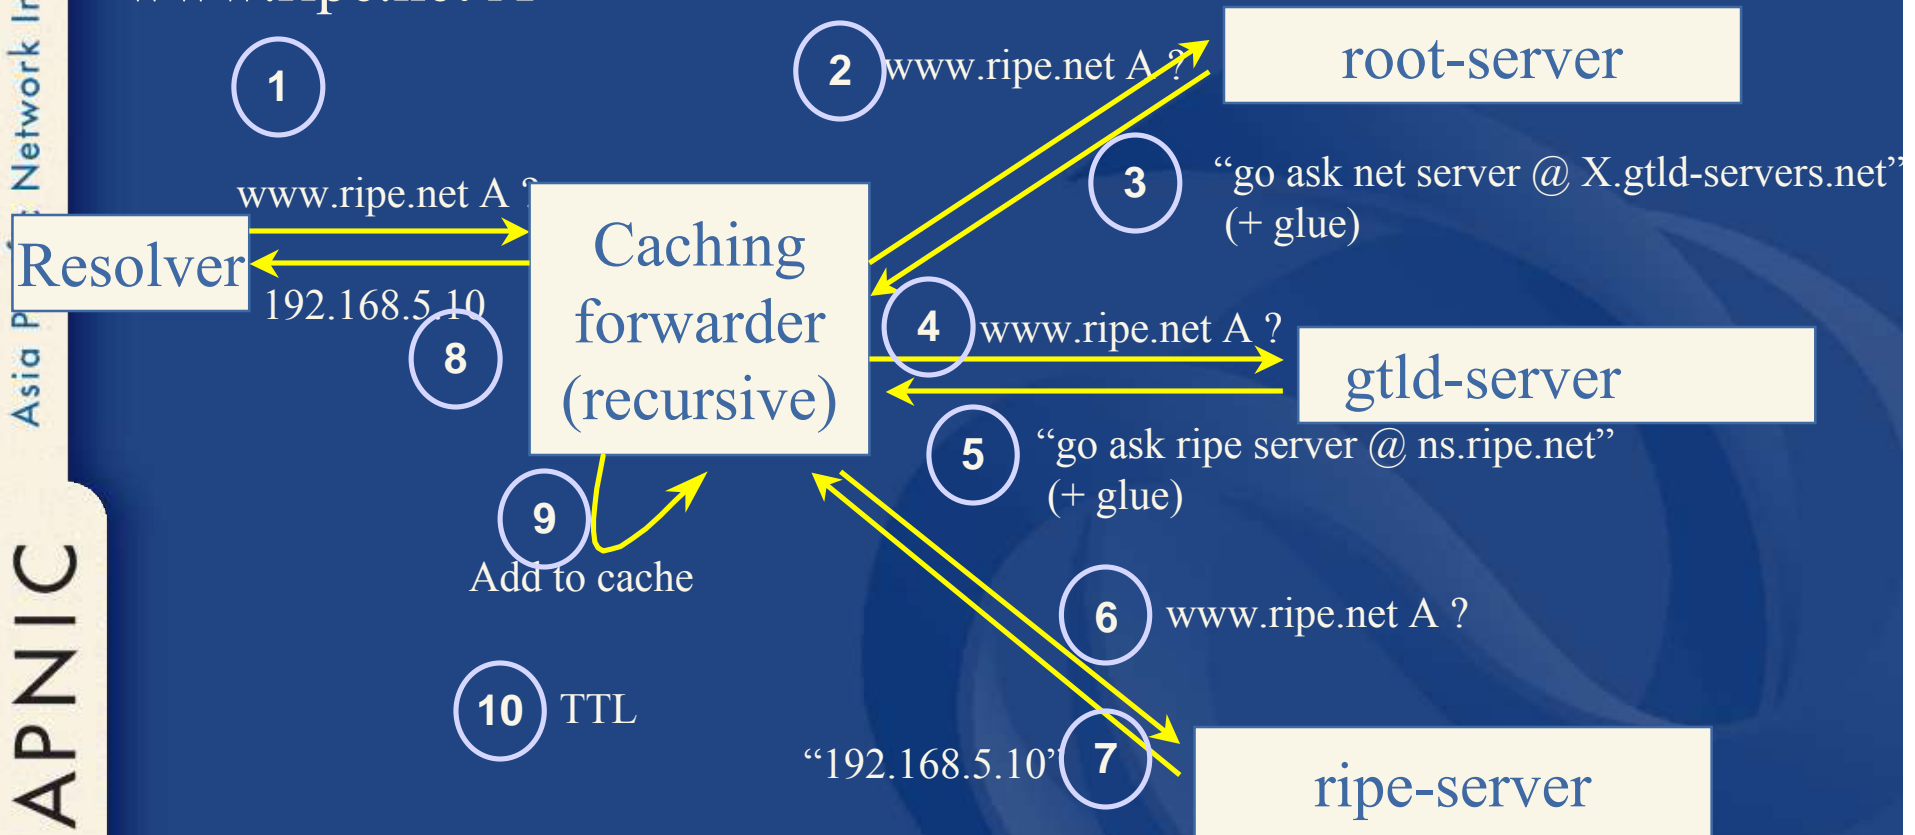 www.ripe.net A
1
2
www.ripe.net A ?
root-server
3
“go ask net server @ X.gtld-servers.net”
(+ glue)
www.ripe.net A ?
Resolver
192.168.5.10
8
Caching
forwarder
(recursive)
4
www.ripe.net A ?
gtld-server
5
“go ask ripe server @ ns.ripe.net”
(+ glue)
9
Add to cache
6
www.ripe.net A ?
10
TTL
“192.168.5.10”
7
ripe-server
APNIC
Asia Network